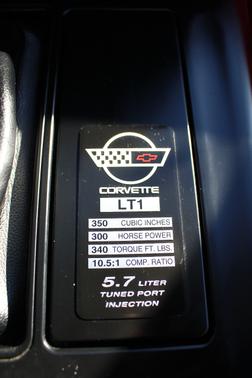 CORVETTE
LT1
350 CUBIC INCHES
300 HORSE POWER
340 TORQUE FT. LBS.
10.5:1 COMP. RATIO
5.7 LITER
TUNED PORT
INJECTION